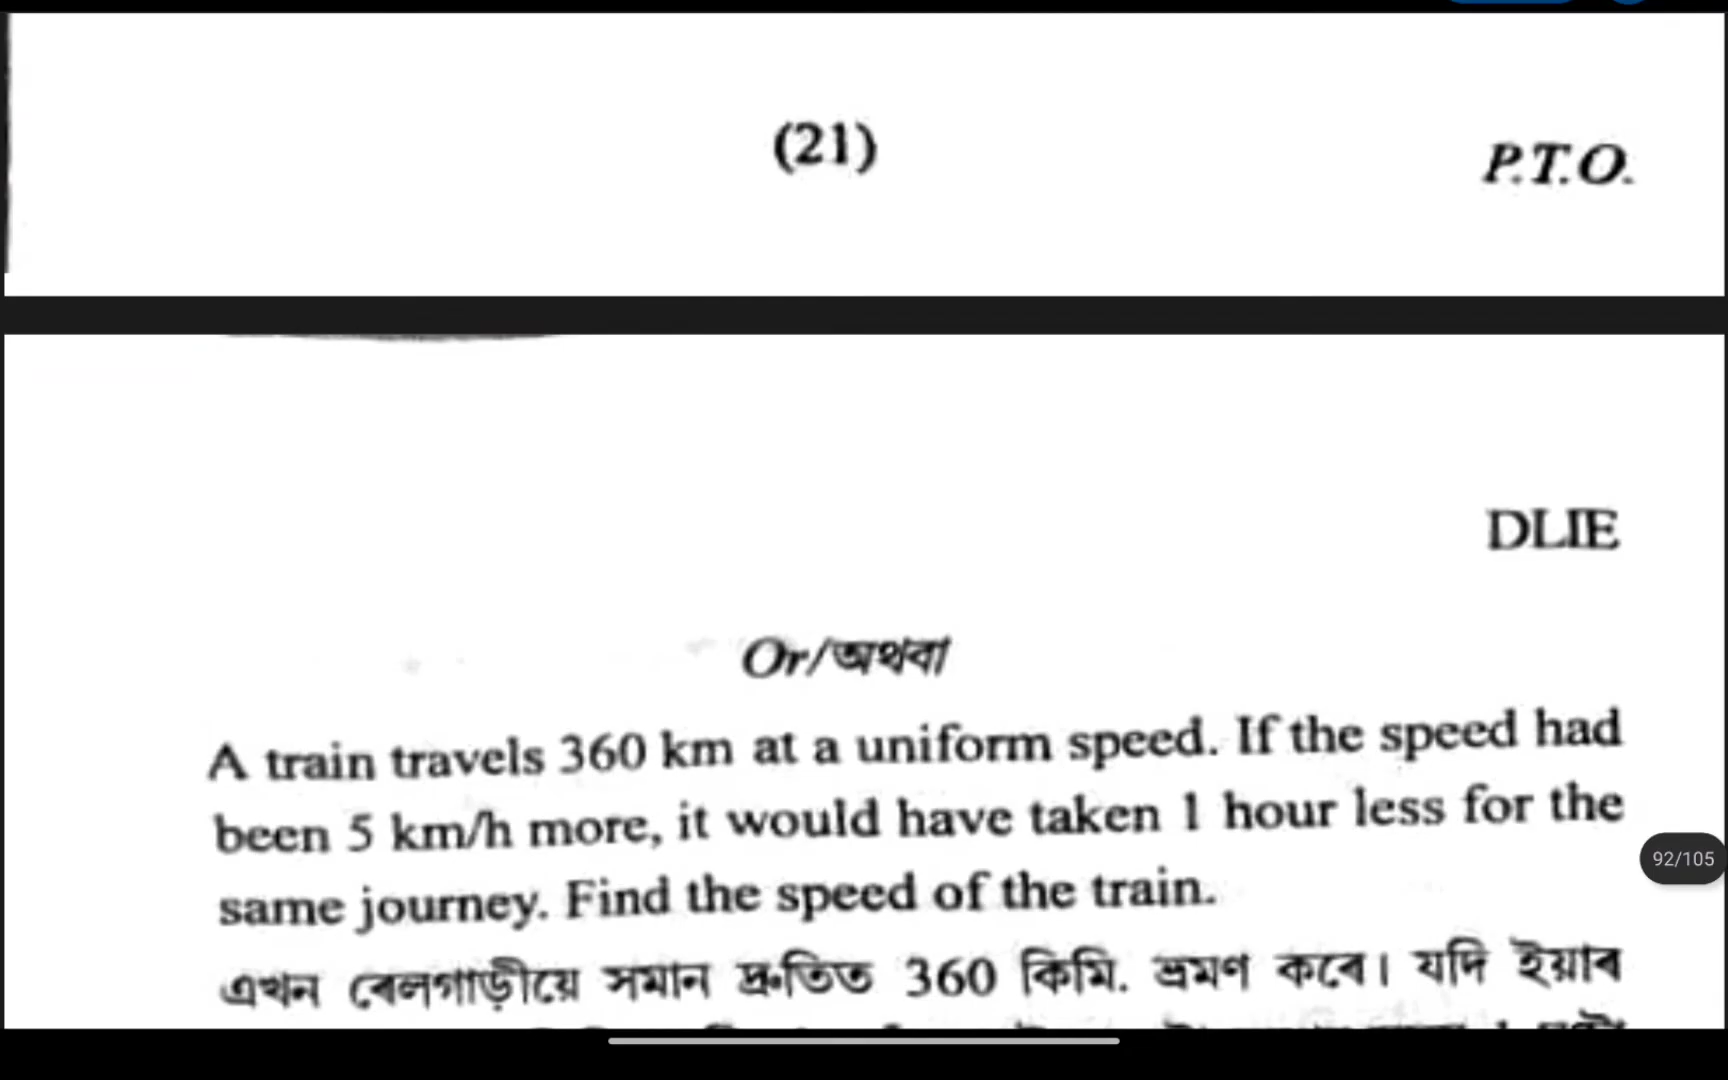 (21)
P.T.O.
DLIE
Or/অথবা
A train travels 360 km at a uniform speed. If the speed had
been 5 km/h more, it would have taken 1 hour less for the
same journey. Find the speed of the train.
এখন ৰেলগাড়ীয়ে সমান দ্ৰুতিত 360 কিমি. ভ্ৰমণ কৰে। যদি ইয়াৰ
92/105